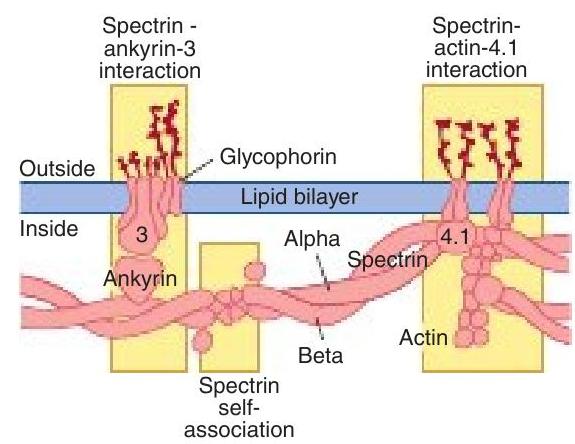 Spectrin -
ankyrin-3
interaction
Spectrin-
actin-4.1
interaction
Outside
Glycophorin
Lipid bilayer
Inside
3
Alpha
4.1
Spectrin
Ankyrin
Actin
Beta
Spectrin
self-
association